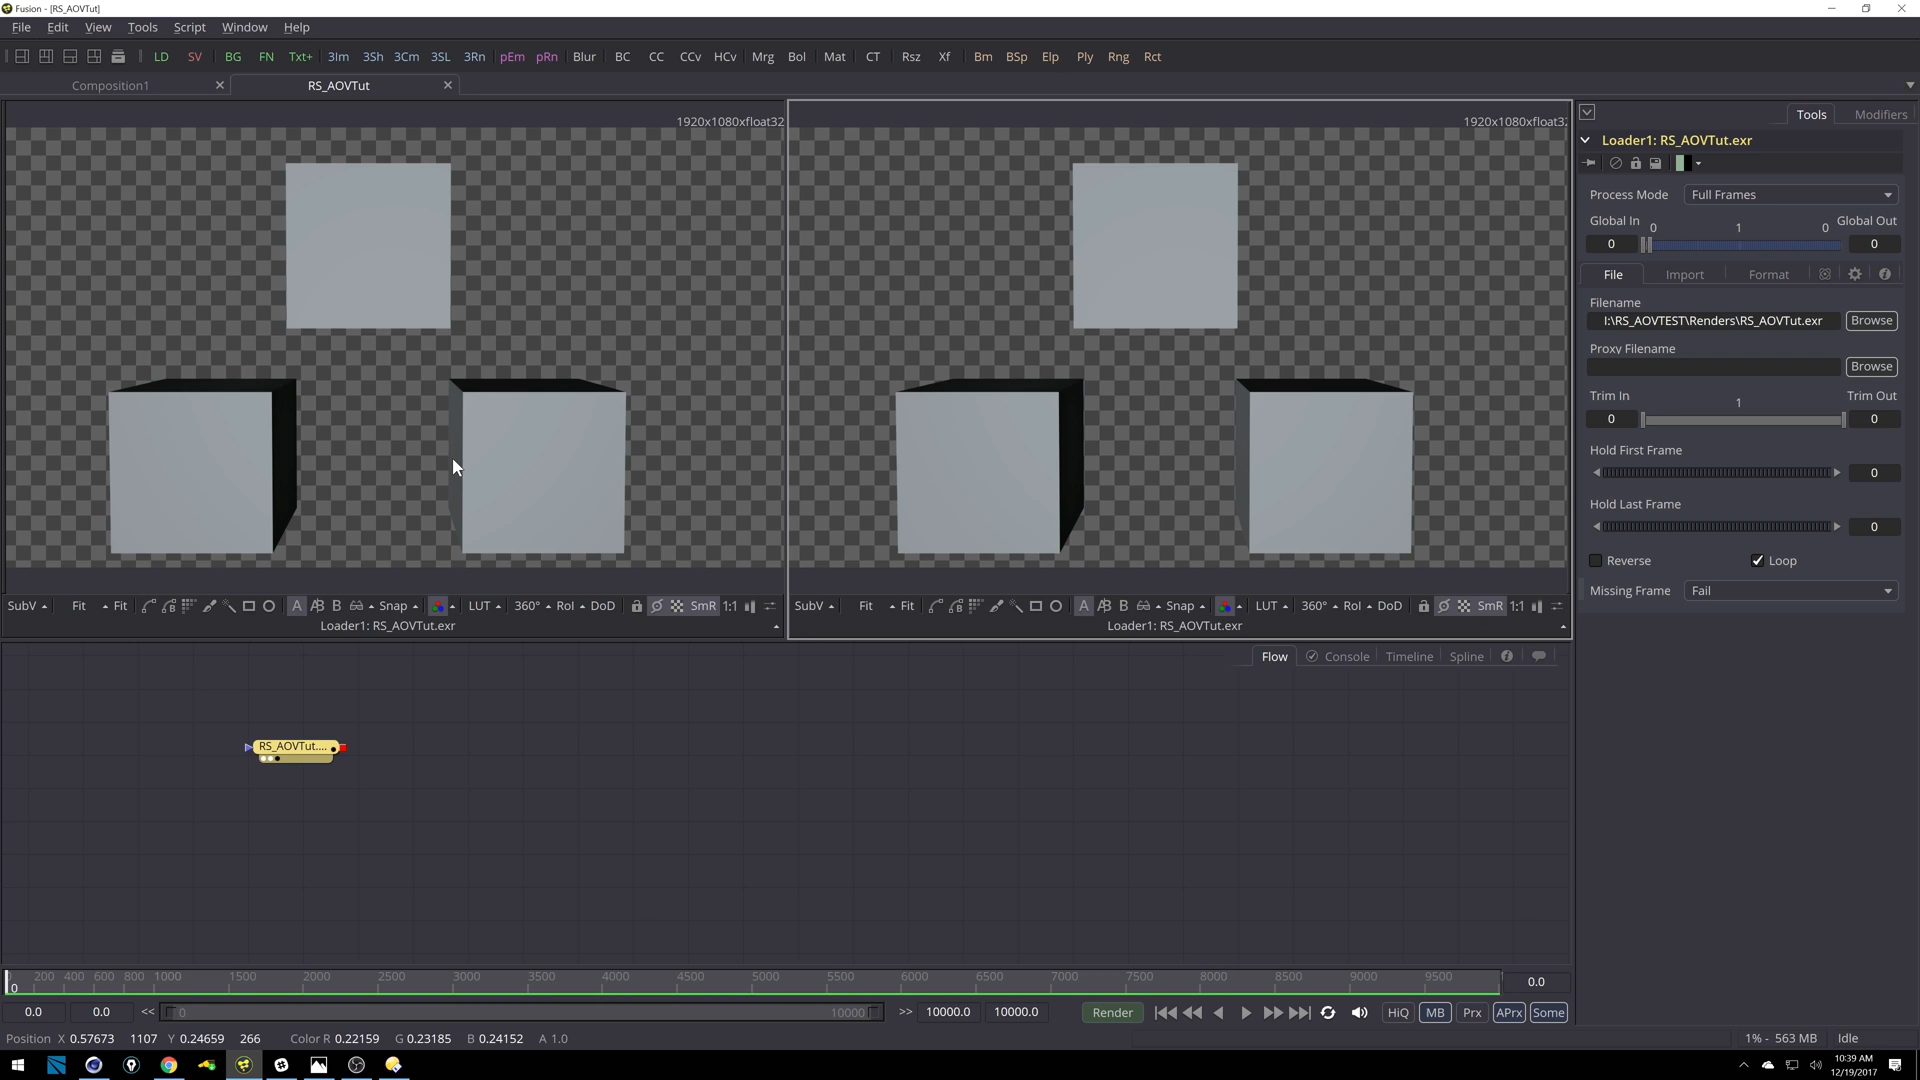 Fusion - [RS_AOVTut]
File Edit View Tools Script Window Help
LD SV BG FN Txt+ 3Im 3Sh 3Cm 3SL 3Rn pEm pRn Blur BC CC CCv HCv Mrg Bol Mat CT Rsz Xf Bm BSp Elp Ply Rng Rct
Composition1 RS_AOVTut
1920x1080xfloat32 1920x1080xfloat32
Tools Modifiers
Loader1: RS_AOVTut.exr
Process Mode Full Frames
Global In 0 1 0 Global Out
0 0
File Import Format
Filename
I:\RS_AOVTEST\Renders\RS_AOVTut.exr Browse
Proxy Filename
Browse
Trim In 1 Trim Out
0 0
Hold First Frame
0
Hold Last Frame
0
Reverse Loop
Missing Frame Fail
SubV Fit Fit A A|B B Snap LUT 360° RoI DoD SmR 1:1
SubV Fit Fit A A|B B Snap LUT 360° RoI DoD SmR 1:1
Loader1: RS_AOVTut.exr Loader1: RS_AOVTut.exr
Flow Console Timeline Spline
RS_AOVTut....
0 200 400 600 800 1000 1500 2000 2500 3000 3500 4000 4500 5000 5500 6000 6500 7000 7500 8000 8500 9000 9500
0.0
0.0 0.0 << 0 10000 >> 10000.0 10000.0 Render HiQ MB Prx APrx Some
Position X 0.57673 1107 Y 0.24659 266 Color R 0.22159 G 0.23185 B 0.24152 A 1.0 1% - 563 MB Idle
10:39 AM
12/19/2017